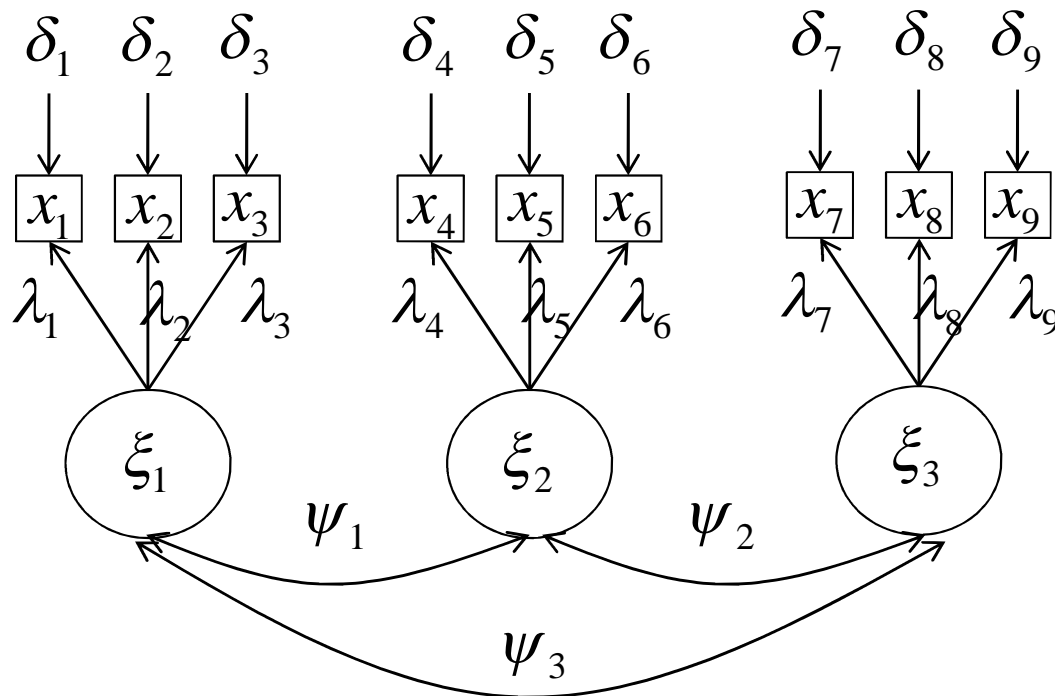 δ₁ δ₂ δ₃ δ₄ δ₅ δ₆ δ₇ δ₈ δ₉
x₁ x₂ x₃ x₄ x₅ x₆ x₇ x₈ x₉
λ₁ λ₂ λ₃ λ₄ λ₅ λ₆ λ₇ λ₈ λ₉
ξ₁ ξ₂ ξ₃
ψ₁ ψ₂
ψ₃